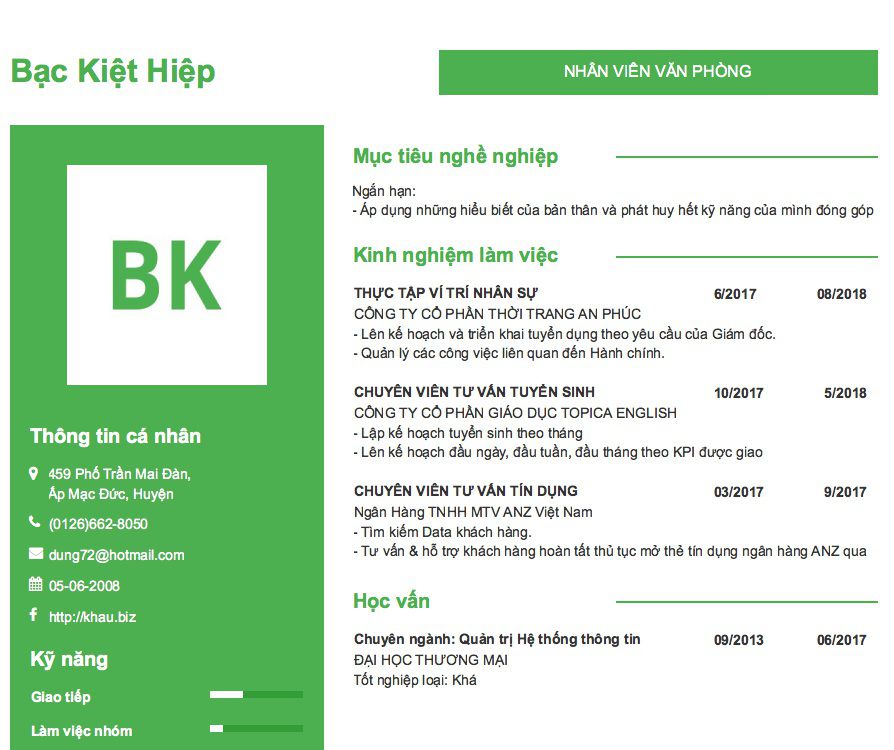 Bạc Kiệt Hiệp
NHÂN VIÊN VĂN PHÒNG
BK
Thông tin cá nhân
459 Phố Trần Mai Đàn,
Ấp Mạc Đức, Huyện
(0126)662-8050
dung72@hotmail.com
05-06-2008
http://khau.biz
Kỹ năng
Giao tiếp
Làm việc nhóm
Mục tiêu nghề nghiệp
Ngắn hạn:
- Áp dụng những hiểu biết của bản thân và phát huy hết kỹ năng của mình đóng góp
Kinh nghiệm làm việc
THỰC TẬP VÍ TRÍ NHÂN SỰ 6/2017 08/2018
CÔNG TY CỔ PHẦN THỜI TRANG AN PHÚC
- Lên kế hoạch và triển khai tuyển dụng theo yêu cầu của Giám đốc.
- Quản lý các công việc liên quan đến Hành chính.
CHUYÊN VIÊN TƯ VẤN TUYỂN SINH 10/2017 5/2018
CÔNG TY CỔ PHẦN GIÁO DỤC TOPICA ENGLISH
- Lập kế hoạch tuyển sinh theo tháng
- Lên kế hoạch đầu ngày, đầu tuần, đầu tháng theo KPI được giao
CHUYÊN VIÊN TƯ VẤN TÍN DỤNG 03/2017 9/2017
Ngân Hàng TNHH MTV ANZ Việt Nam
- Tìm kiếm Data khách hàng.
- Tư vấn & hỗ trợ khách hàng hoàn tất thủ tục mở thẻ tín dụng ngân hàng ANZ qua
Học vấn
Chuyên ngành: Quản trị Hệ thống thông tin 09/2013 06/2017
ĐẠI HỌC THƯƠNG MẠI
Tốt nghiệp loại: Khá